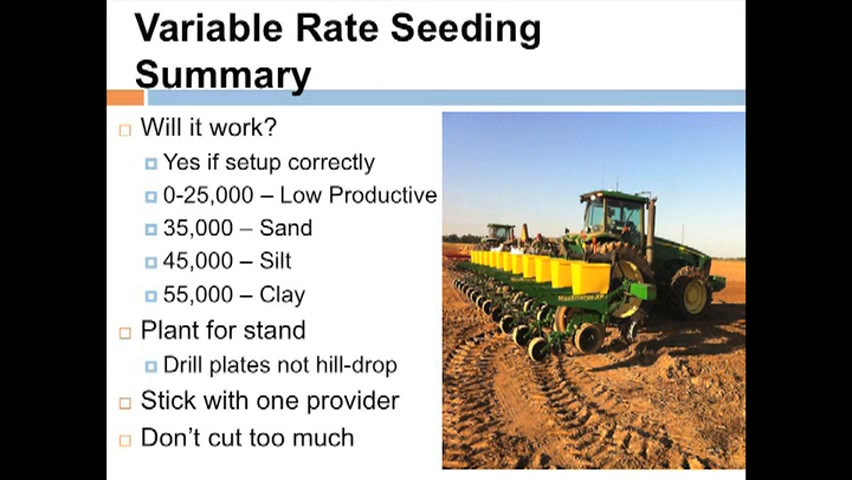 Variable Rate Seeding
Summary
Will it work?
Yes if setup correctly
0-25,000 – Low Productive
35,000 – Sand
45,000 – Silt
55,000 – Clay
Plant for stand
Drill plates not hill-drop
Stick with one provider
Don't cut too much